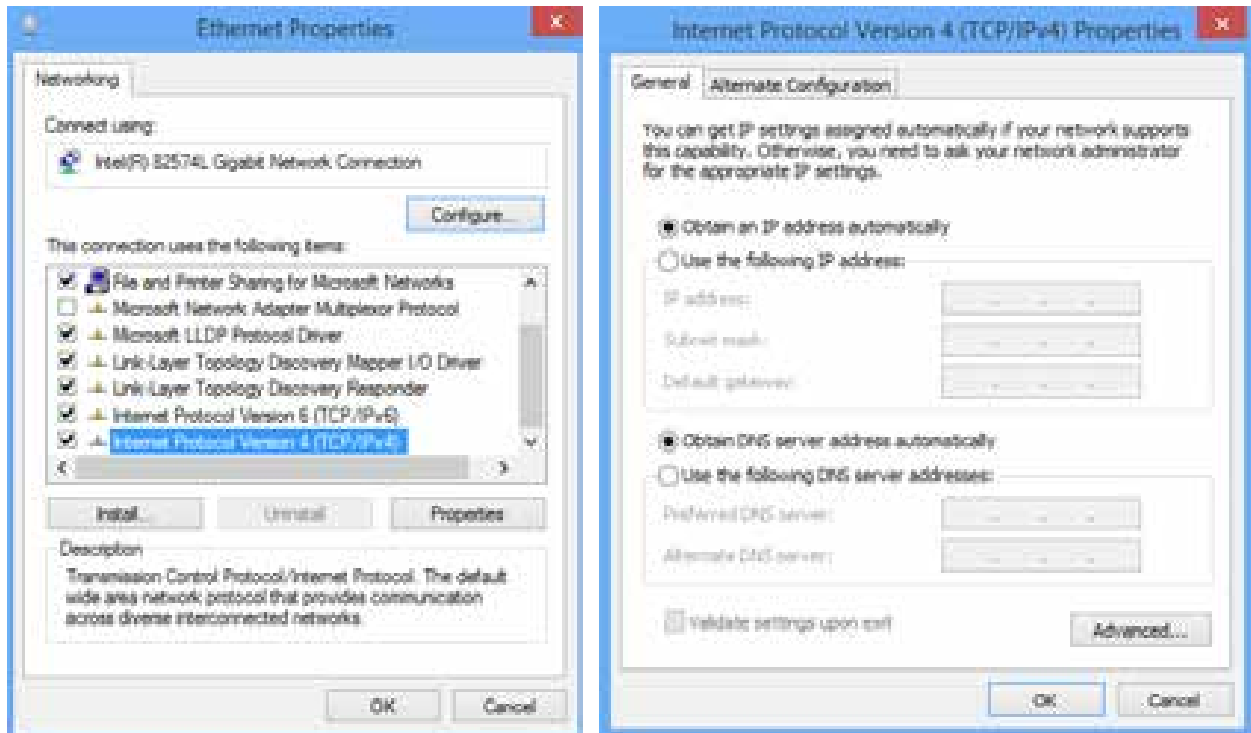 Ethernet Properties
Networking
Connect using:
Intel(R) 82574L Gigabit Network Connection
Configure...
This connection uses the following items:
File and Printer Sharing for Microsoft Networks
Microsoft Network Adapter Multiplexor Protocol
Microsoft LLDP Protocol Driver
Link-Layer Topology Discovery Mapper I/O Driver
Link-Layer Topology Discovery Responder
Internet Protocol Version 6 (TCP/IPv6)
Internet Protocol Version 4 (TCP/IPv4)
Install...
Uninstall
Properties
Description
Transmission Control Protocol/Internet Protocol. The default
wide area network protocol that provides communication
across diverse interconnected networks.
OK
Cancel
Internet Protocol Version 4 (TCP/IPv4) Properties
General
Alternate Configuration
You can get IP settings assigned automatically if your network supports
this capability. Otherwise, you need to ask your network administrator
for the appropriate IP settings.
Obtain an IP address automatically
Use the following IP address:
IP address:
Subnet mask:
Default gateway:
Obtain DNS server address automatically
Use the following DNS server addresses:
Preferred DNS server:
Alternate DNS server:
Validate settings upon exit
Advanced...
OK
Cancel